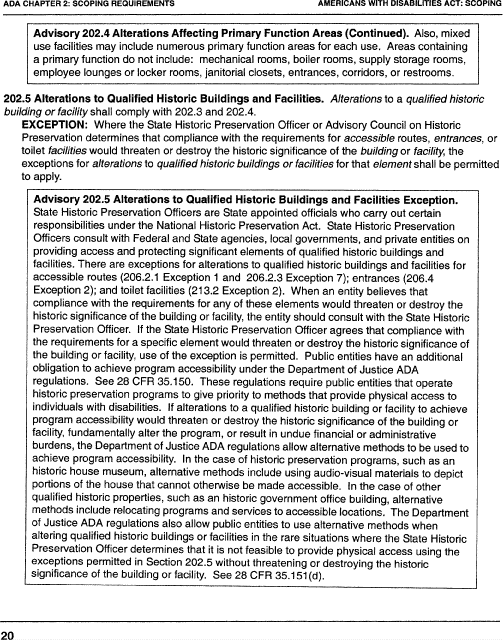 ADA CHAPTER 2: SCOPING REQUIREMENTS AMERICANS WITH DISABILITIES ACT: SCOPING
Advisory 202.4 Alterations Affecting Primary Function Areas (Continued). Also, mixed
use facilities may include numerous primary function areas for each use. Areas containing
a primary function do not include: mechanical rooms, boiler rooms, supply storage rooms,
employee lounges or locker rooms, janitorial closets, entrances, corridors, or restrooms.
202.5 Alterations to Qualified Historic Buildings and Facilities. Alterations to a qualified historic
building or facility shall comply with 202.3 and 202.4.
EXCEPTION: Where the State Historic Preservation Officer or Advisory Council on Historic
Preservation determines that compliance with the requirements for accessible routes, entrances, or
toilet facilities would threaten or destroy the historic significance of the building or facility, the
exceptions for alterations to qualified historic buildings or facilities for that element shall be permitted
to apply.
Advisory 202.5 Alterations to Qualified Historic Buildings and Facilities Exception.
State Historic Preservation Officers are State appointed officials who carry out certain
responsibilities under the National Historic Preservation Act. State Historic Preservation
Officers consult with Federal and State agencies, local governments, and private entities on
providing access and protecting significant elements of qualified historic buildings and
facilities. There are exceptions for alterations to qualified historic buildings and facilities for
accessible routes (206.2.1 Exception 1 and 206.2.3 Exception 7); entrances (206.4
Exception 2); and toilet facilities (213.2 Exception 2). When an entity believes that
compliance with the requirements for any of these elements would threaten or destroy the
historic significance of the building or facility, the entity should consult with the State Historic
Preservation Officer. If the State Historic Preservation Officer agrees that compliance with
the requirements for a specific element would threaten or destroy the historic significance of
the building or facility, use of the exception is permitted. Public entities have an additional
obligation to achieve program accessibility under the Department of Justice ADA
regulations. See 28 CFR 35.150. These regulations require public entities that operate
historic preservation programs to give priority to methods that provide physical access to
individuals with disabilities. If alterations to a qualified historic building or facility to achieve
program accessibility would threaten or destroy the historic significance of the building or
facility, fundamentally alter the program, or result in undue financial or administrative
burdens, the Department of Justice ADA regulations allow alternative methods to be used to
achieve program accessibility. In the case of historic preservation programs, such as an
historic house museum, alternative methods include using audio-visual materials to depict
portions of the house that cannot otherwise be made accessible. In the case of other
qualified historic properties, such as an historic government office building, alternative
methods include relocating programs and services to accessible locations. The Department
of Justice ADA regulations also allow public entities to use alternative methods when
altering qualified historic buildings or facilities in the rare situations where the State Historic
Preservation Officer determines that it is not feasible to provide physical access using the
exceptions permitted in Section 202.5 without threatening or destroying the historic
significance of the building or facility. See 28 CFR 35.151(d).
20